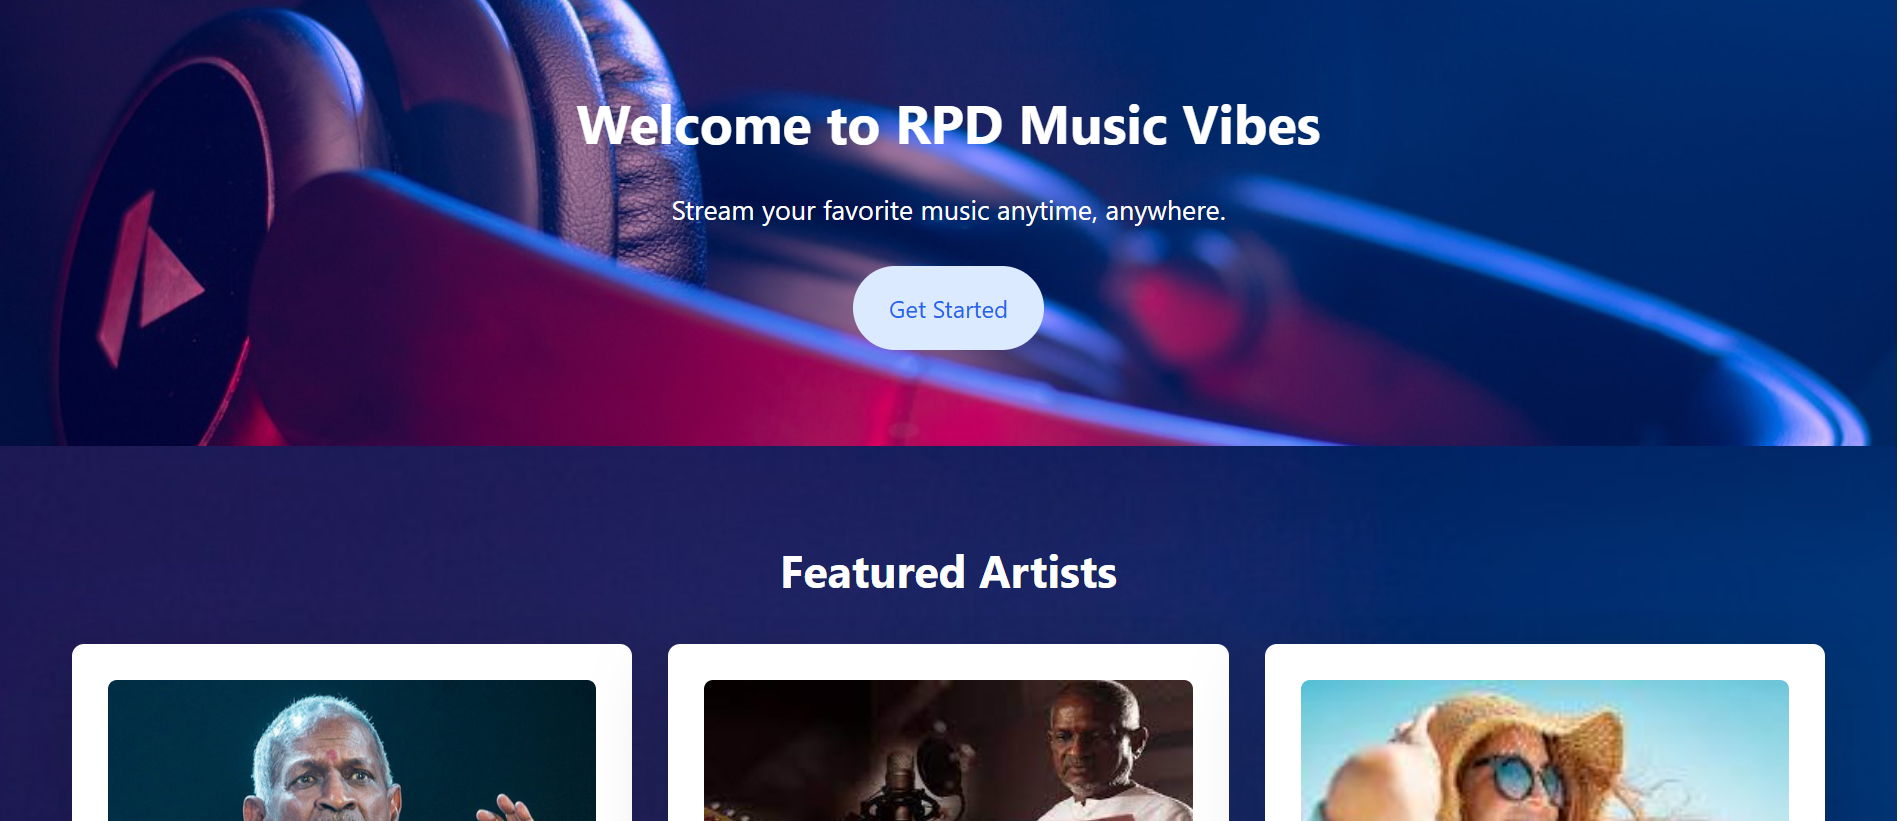 Welcome to RPD Music Vibes
Stream your favorite music anytime, anywhere.
Get Started
Featured Artists